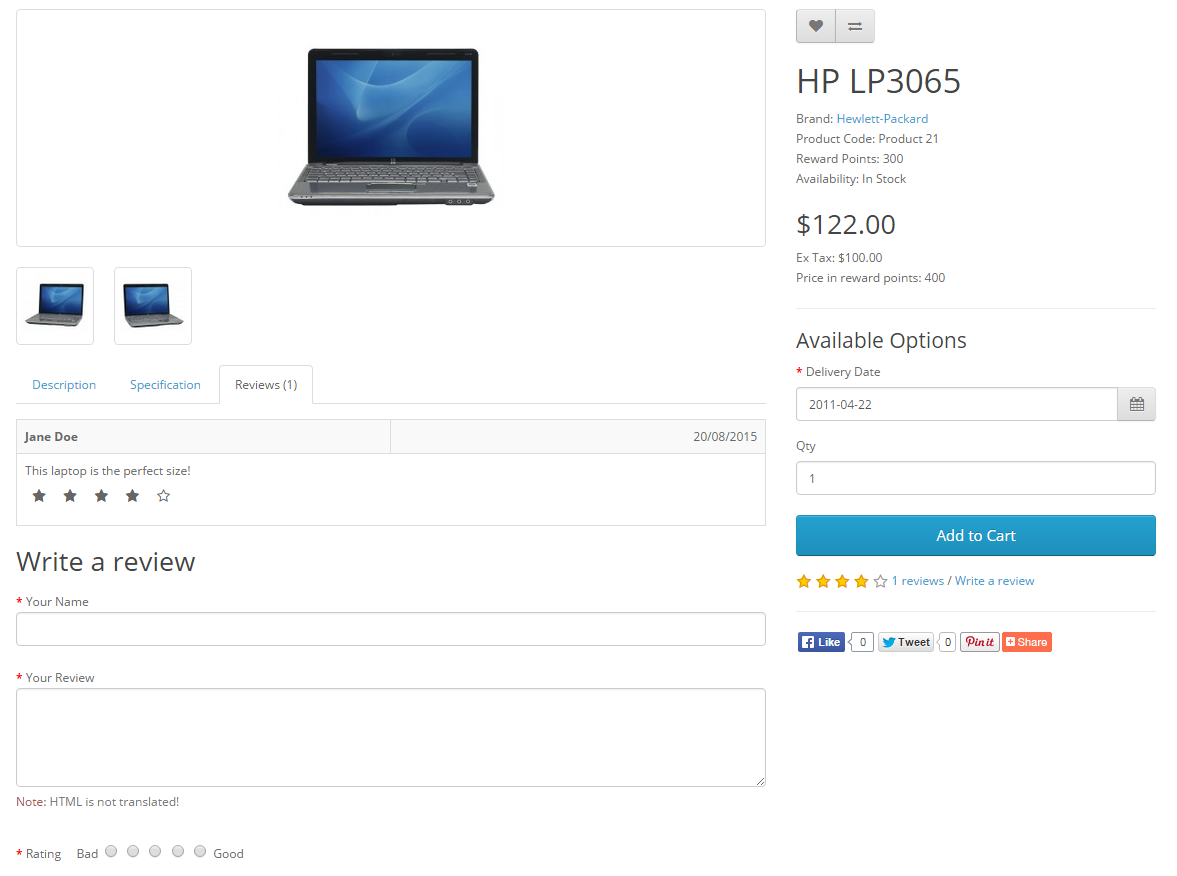 HP LP3065
Brand: Hewlett-Packard
Product Code: Product 21
Reward Points: 300
Availability: In Stock
$122.00
Ex Tax: $100.00
Price in reward points: 400
Available Options
* Delivery Date
2011-04-22
Qty
1
Add to Cart
1 reviews / Write a review
Like 0 Tweet 0 Pin it Share
Description Specification Reviews (1)
Jane Doe 20/08/2015
This laptop is the perfect size!
Write a review
* Your Name
* Your Review
Note: HTML is not translated!
* Rating Bad Good